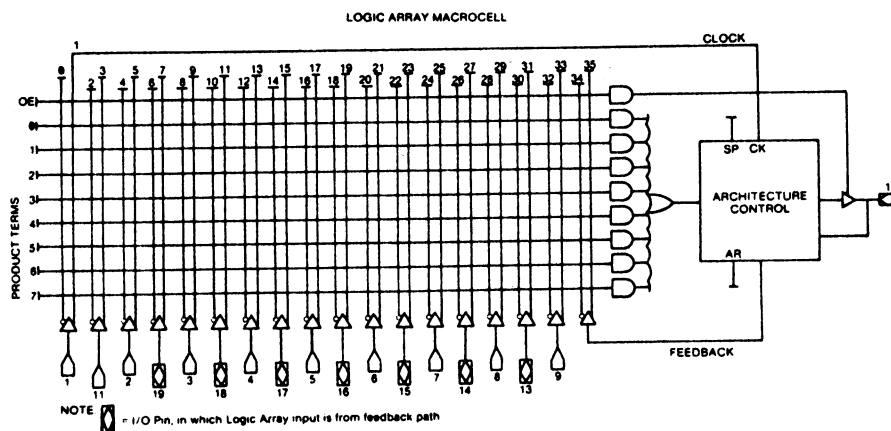 LOGIC ARRAY MACROCELL
1 CLOCK
0 3 5 7 9 11 13 15 17 19 21 23 25 27 29 31 33 35
2 4 6 8 10 12 14 16 18 20 22 24 26 28 30 32 34
OE
0
1
2
3
4
5
6
7
PRODUCT TERMS
SP CK
ARCHITECTURE
CONTROL
AR
FEEDBACK
1 11 2 19 3 18 4 17 5 16 6 15 7 14 8 13 9
NOTE
= I/O Pin, in which Logic Array input is from feedback path